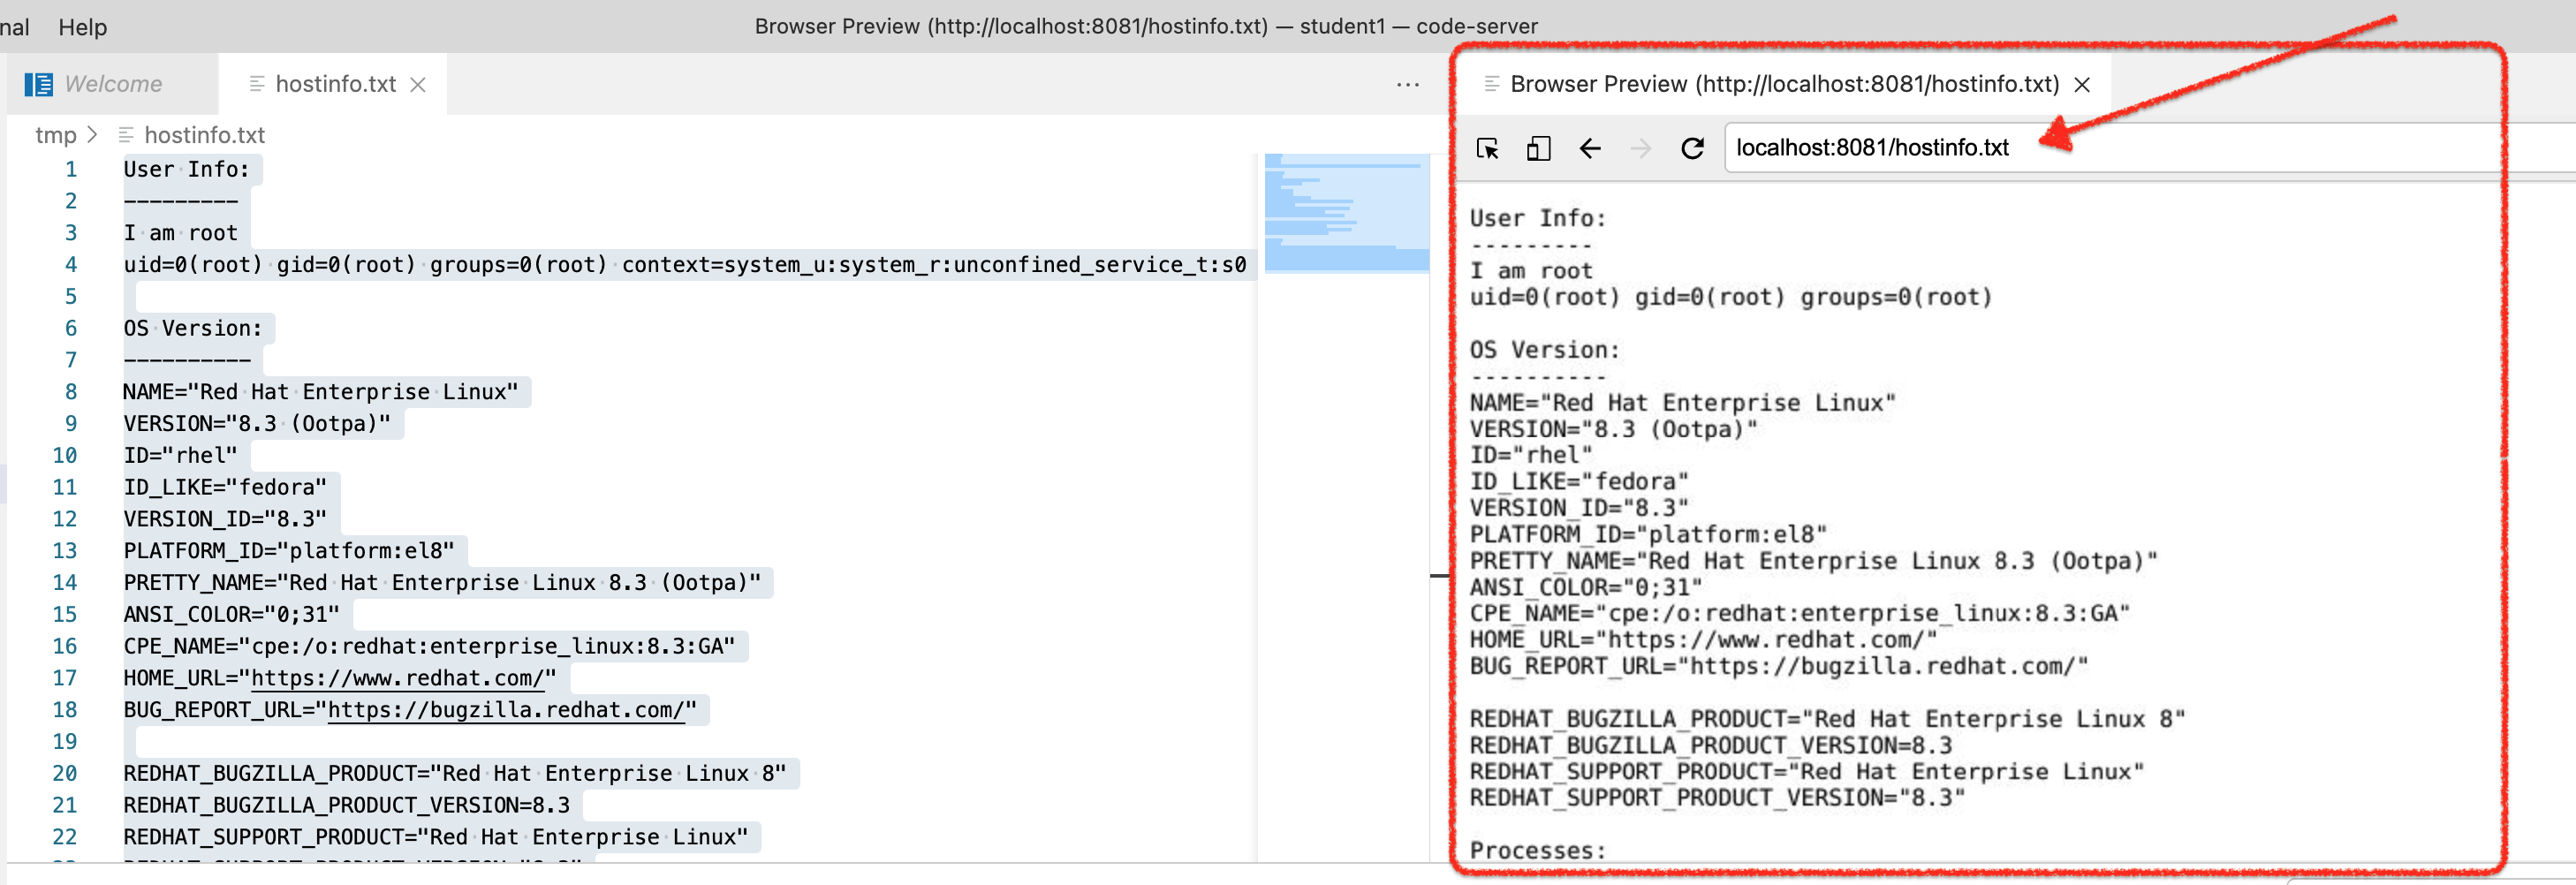 nal Help
Browser Preview (http://localhost:8081/hostinfo.txt) — student1 — code-server
Welcome
hostinfo.txt
tmp > hostinfo.txt
1 User Info:
2 ---------
3 I am root
4 uid=0(root) gid=0(root) groups=0(root) context=system_u:system_r:unconfined_service_t:s0
5
6 OS Version:
7 ----------
8 NAME="Red Hat Enterprise Linux"
9 VERSION="8.3 (Ootpa)"
10 ID="rhel"
11 ID_LIKE="fedora"
12 VERSION_ID="8.3"
13 PLATFORM_ID="platform:el8"
14 PRETTY_NAME="Red Hat Enterprise Linux 8.3 (Ootpa)"
15 ANSI_COLOR="0;31"
16 CPE_NAME="cpe:/o:redhat:enterprise_linux:8.3:GA"
17 HOME_URL="https://www.redhat.com/"
18 BUG_REPORT_URL="https://bugzilla.redhat.com/"
19
20 REDHAT_BUGZILLA_PRODUCT="Red Hat Enterprise Linux 8"
21 REDHAT_BUGZILLA_PRODUCT_VERSION=8.3
22 REDHAT_SUPPORT_PRODUCT="Red Hat Enterprise Linux"
Browser Preview (http://localhost:8081/hostinfo.txt)
localhost:8081/hostinfo.txt
User Info:
---------
I am root
uid=0(root) gid=0(root) groups=0(root)
OS Version:
----------
NAME="Red Hat Enterprise Linux"
VERSION="8.3 (Ootpa)"
ID="rhel"
ID_LIKE="fedora"
VERSION_ID="8.3"
PLATFORM_ID="platform:el8"
PRETTY_NAME="Red Hat Enterprise Linux 8.3 (Ootpa)"
ANSI_COLOR="0;31"
CPE_NAME="cpe:/o:redhat:enterprise_linux:8.3:GA"
HOME_URL="https://www.redhat.com/"
BUG_REPORT_URL="https://bugzilla.redhat.com/"
REDHAT_BUGZILLA_PRODUCT="Red Hat Enterprise Linux 8"
REDHAT_BUGZILLA_PRODUCT_VERSION=8.3
REDHAT_SUPPORT_PRODUCT="Red Hat Enterprise Linux"
REDHAT_SUPPORT_PRODUCT_VERSION="8.3"
Processes: